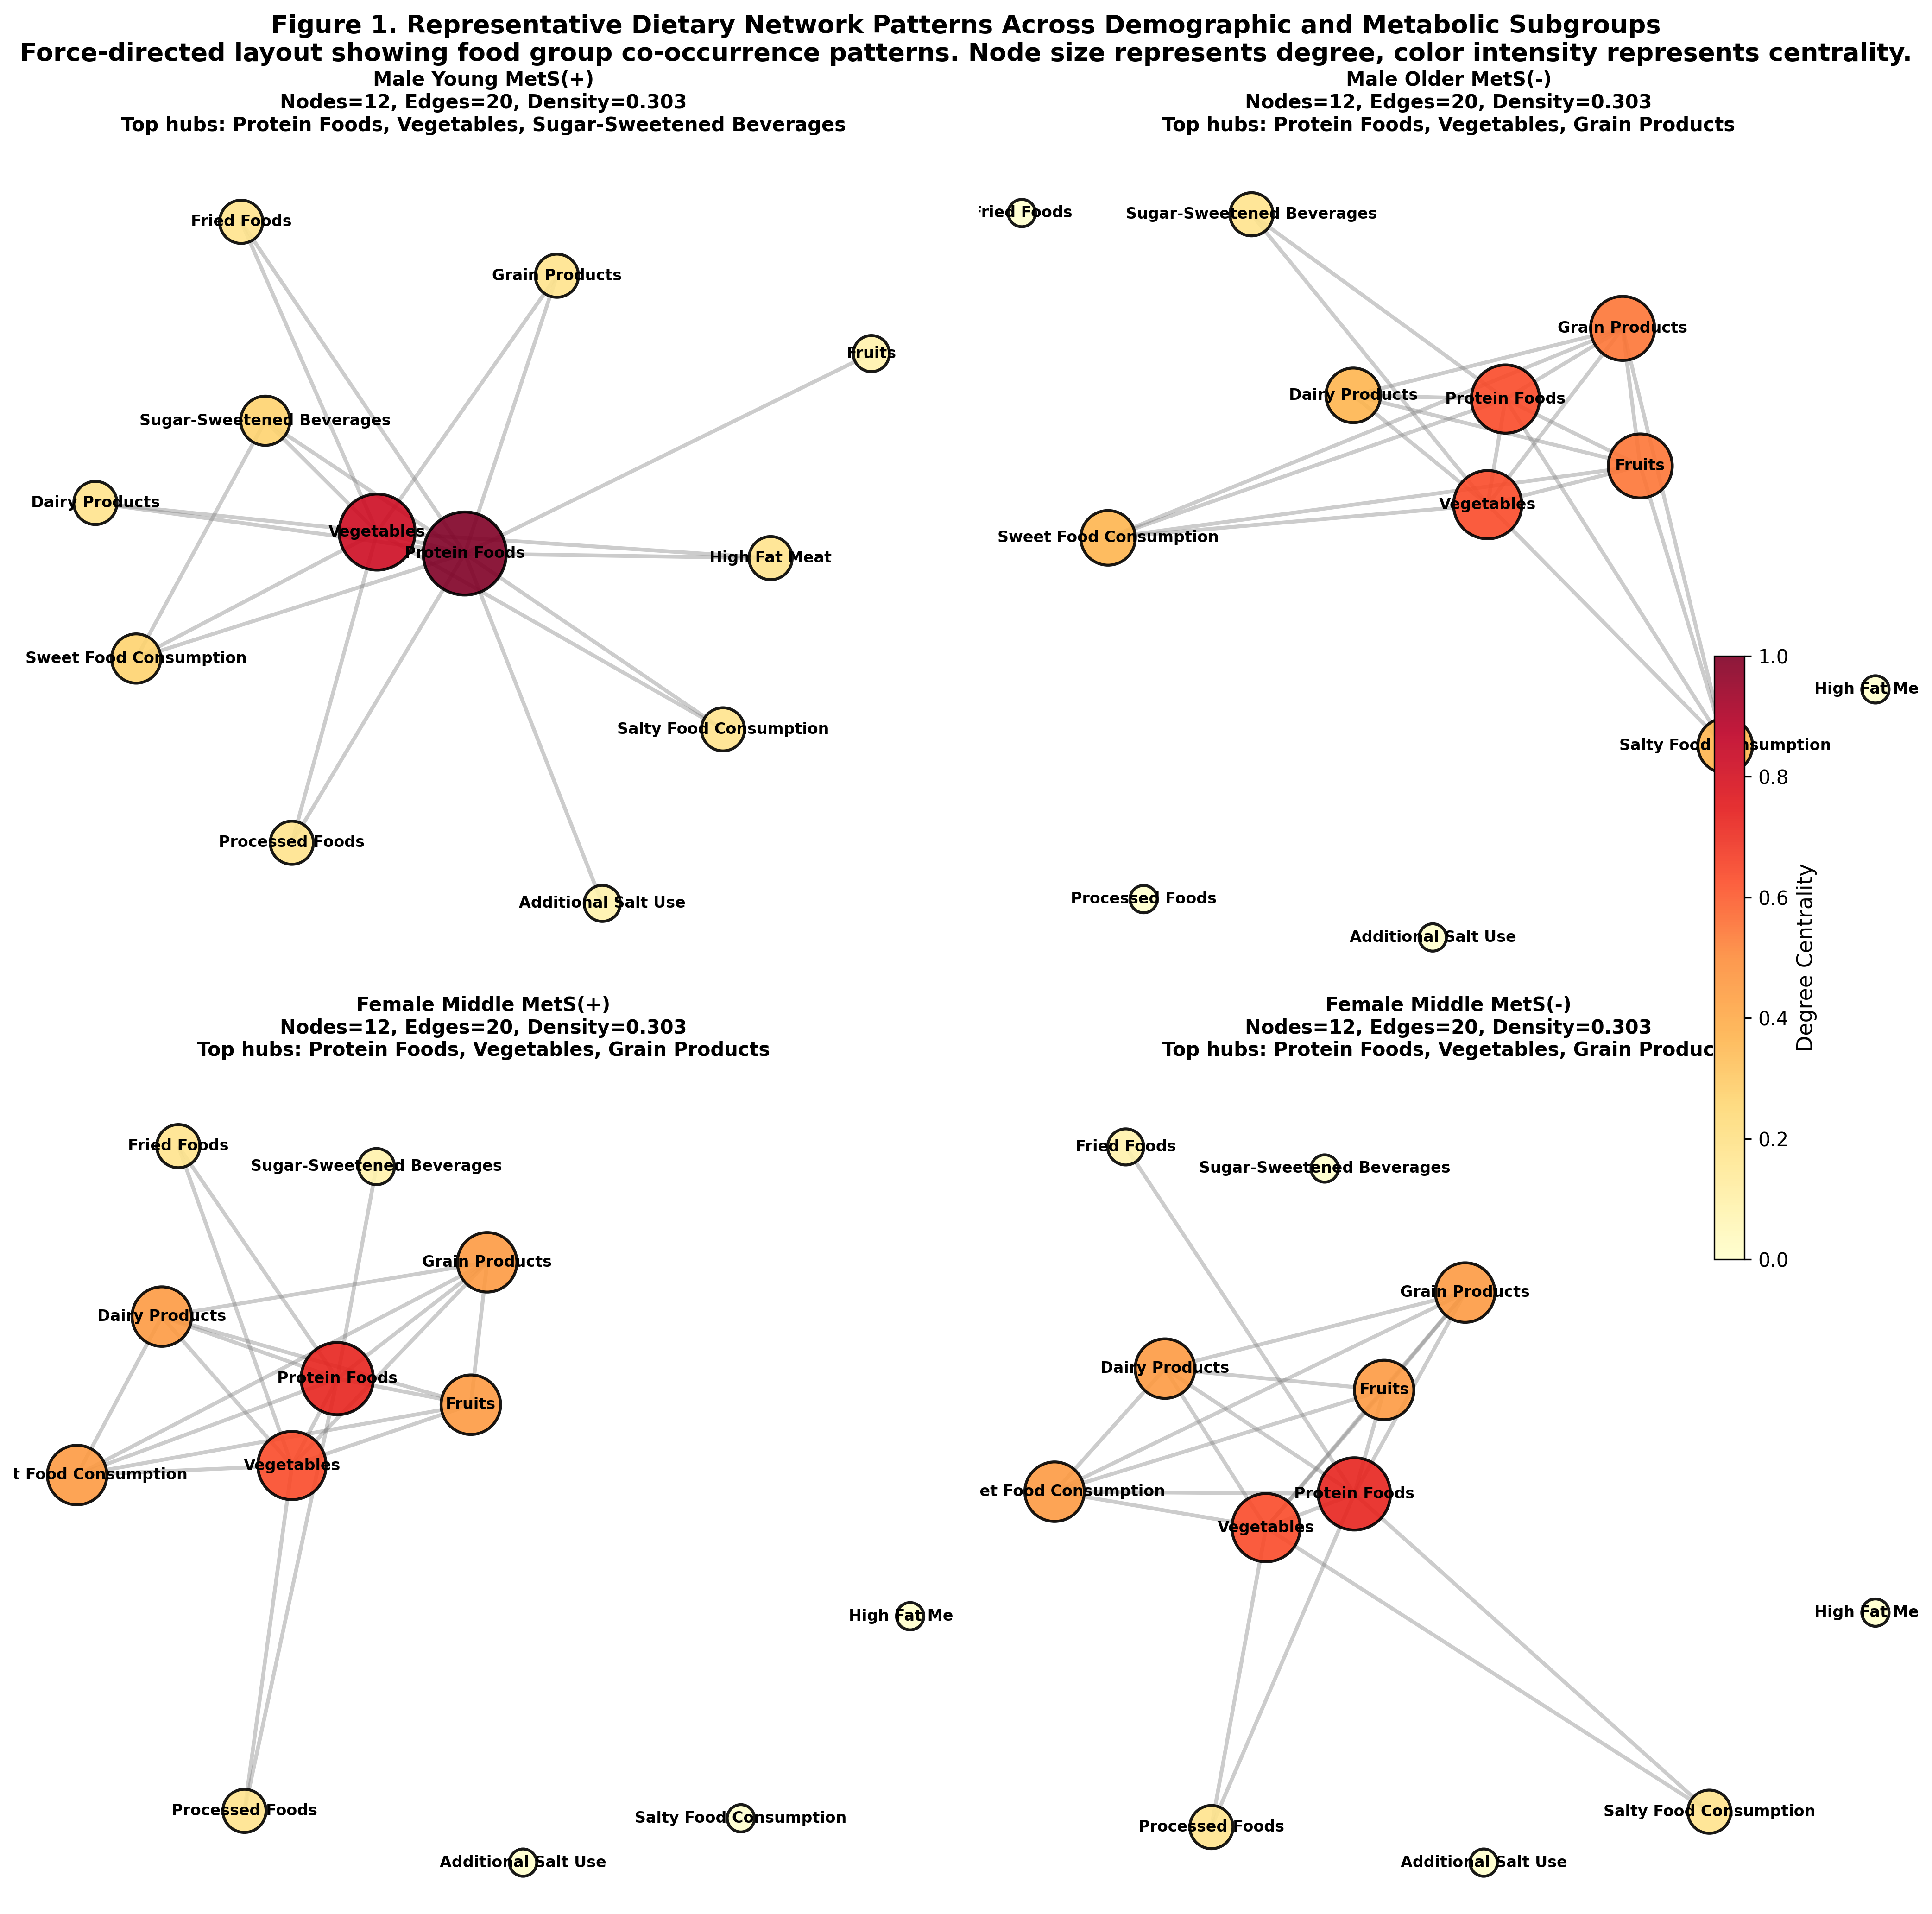 Figure 1. Representative Dietary Network Patterns Across Demographic and Metabolic Subgroups
Force-directed layout showing food group co-occurrence patterns. Node size represents degree, color intensity represents centrality.
Male Young MetS(+)
Nodes=12, Edges=20, Density=0.303
Top hubs: Protein Foods, Vegetables, Sugar-Sweetened Beverages
Fried Foods
Grain Products
Fruits
Sugar-Sweetened Beverages
Dairy Products
Vegetables
Protein Foods
High Fat Meat
Sweet Food Consumption
Salty Food Consumption
Processed Foods
Additional Salt Use
Male Older MetS(-)
Nodes=12, Edges=20, Density=0.303
Top hubs: Protein Foods, Vegetables, Grain Products
ried Foods
Sugar-Sweetened Beverages
Grain Products
Dairy Products
Protein Foods
Fruits
Vegetables
Sweet Food Consumption
High Fat Me
Salty Food nsumption
Processed Foods
Additional Salt Use
1.0
0.8
0.6
0.4
0.2
0.0
Degree Centrality
Female Middle MetS(+)
Nodes=12, Edges=20, Density=0.303
Top hubs: Protein Foods, Vegetables, Grain Products
Fried Foods
Sugar-Sweetened Beverages
Grain Products
Dairy Products
Protein Foods
Fruits
Vegetables
t Food Consumption
High Fat Me
Processed Foods
Salty Food Consumption
Additional Salt Use
Female Middle MetS(-)
Nodes=12, Edges=20, Density=0.303
Top hubs: Protein Foods, Vegetables, Grain Produc
Fried Foods
Sugar-Sweetened Beverages
Grain Products
Dairy Products
Fruits
et Food Consumption
Protein Foods
Vegetables
High Fat Me
Salty Food Consumption
Processed Foods
Additional Salt Use